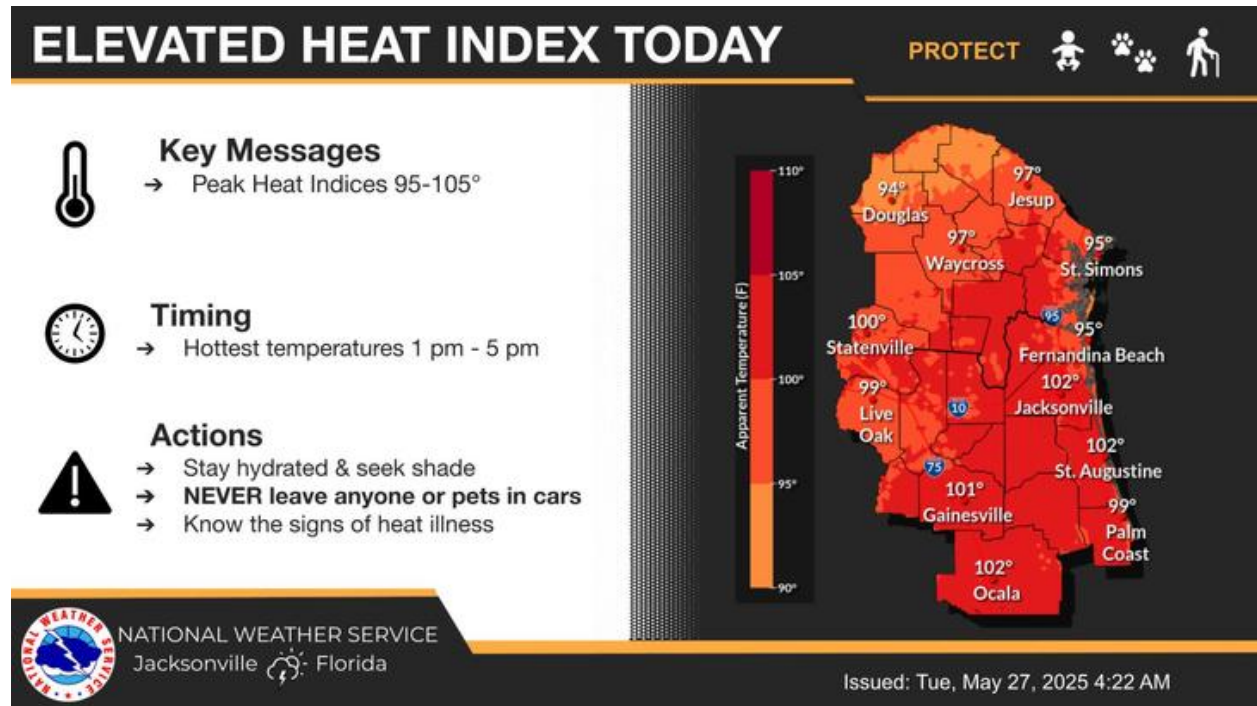 ELEVATED HEAT INDEX TODAY
PROTECT
Key Messages
➔ Peak Heat Indices 95-105°
Timing
➔ Hottest temperatures 1 pm - 5 pm
Actions
➔ Stay hydrated & seek shade
➔ NEVER leave anyone or pets in cars
➔ Know the signs of heat illness
Apparent Temperature (F)
110°
105°
100°
95°
90°
94°
Douglas
97°
Jesup
97°
Waycross
95°
St. Simons
95
100°
Statenville
95°
Fernandina Beach
99°
Live
Oak
10
102°
Jacksonville
102°
St. Augustine
75
101°
Gainesville
99°
Palm
Coast
102°
Ocala
NATIONAL WEATHER SERVICE
NATIONAL WEATHER SERVICE
Jacksonville Florida
Issued: Tue, May 27, 2025 4:22 AM